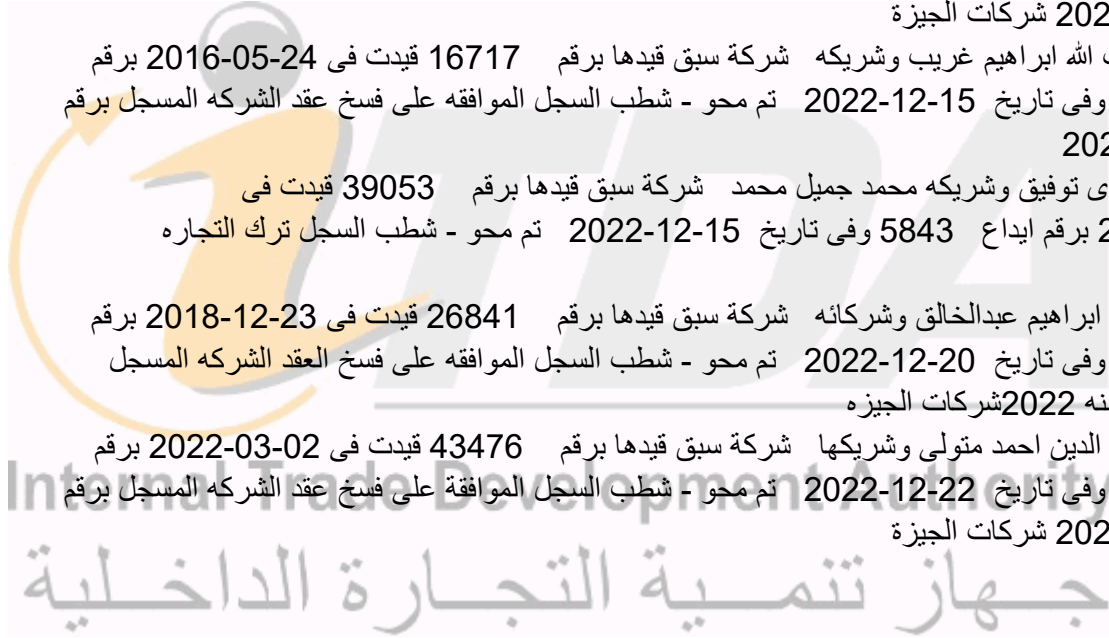 202 شركات الجيزة
الله ابراهيم غريب وشريكه شركة سبق قيدها برقم 16717 قيدت فى 24-05-2016 برقم
وفى تاريخ 15-12-2022 تم محو - شطب السجل الموافقه على فسخ عقد الشركه المسجل برقم
202
ى توفيق وشريكه محمد جميل محمد شركة سبق قيدها برقم 39053 قيدت فى
2 برقم ايداع 5843 وفى تاريخ 15-12-2022 تم محو - شطب السجل ترك التجاره
ابراهيم عبدالخالق وشركائه شركة سبق قيدها برقم 26841 قيدت فى 23-12-2018 برقم
وفى تاريخ 20-12-2022 تم محو - شطب السجل الموافقه على فسخ العقد الشركه المسجل
نه 2022شركات الجيزه
الدين احمد متولى وشريكها شركة سبق قيدها برقم 43476 قيدت فى 02-03-2022 برقم
وفى تاريخ 22-12-2022 تم محو - شطب السجل الموافقة على فسخ عقد الشركه المسجل برقم
202 شركات الجيزة
iTDA
Internal Trade Development Authority
جهاز تنمية التجارة الداخلية